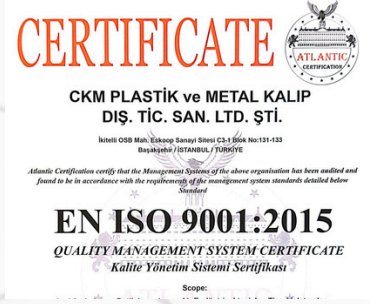 CERTIFICATE
ATLANTIC
CERTIFICATION
CKM PLASTİK ve METAL KALIP
DIŞ. TİC. SAN. LTD. ŞTİ.
İkitelli OSB Mah. Eskoop Sanayi Sitesi C3-1 Blok No:131-133
Başakşehir / İSTANBUL / TÜRKİYE
Atlantic Certification certify that the Management Systems of the above organisation has been audited and
found to be in accordance with the requirements of the management system standards detailed below
Standard
EN ISO 9001:2015
QUALITY MANAGEMENT SYSTEM CERTIFICATE
Kalite Yönetim Sistemi Sertifikası
Scope: